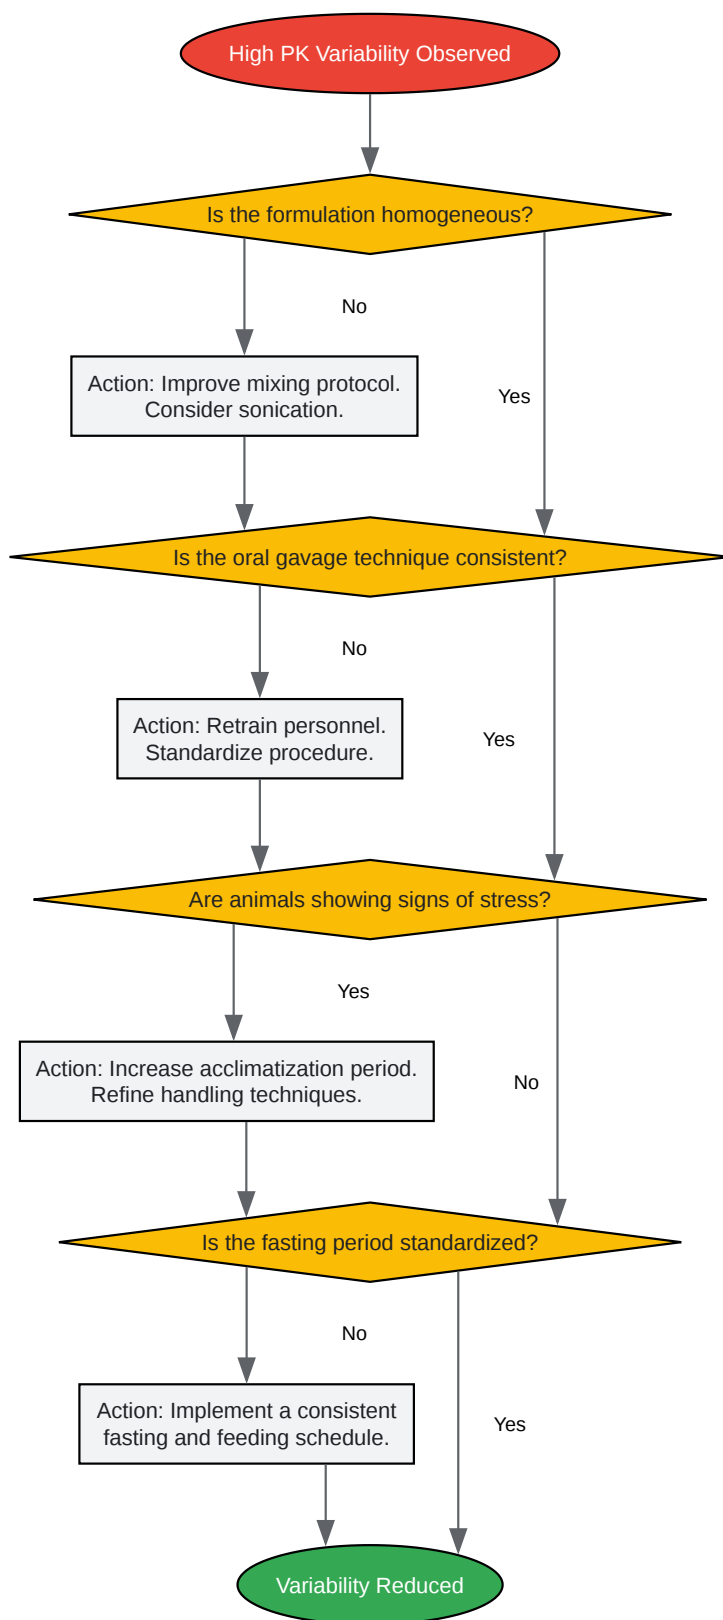 High PK Variability Observed
Is the formulation homogeneous?
No
Action: Improve mixing protocol.
Consider sonication.
Yes
Is the oral gavage technique consistent?
No
Action: Retrain personnel.
Standardize procedure.
Yes
Are animals showing signs of stress?
Yes
Action: Increase acclimatization period.
Refine handling techniques.
No
Is the fasting period standardized?
No
Action: Implement a consistent
fasting and feeding schedule.
Yes
Variability Reduced